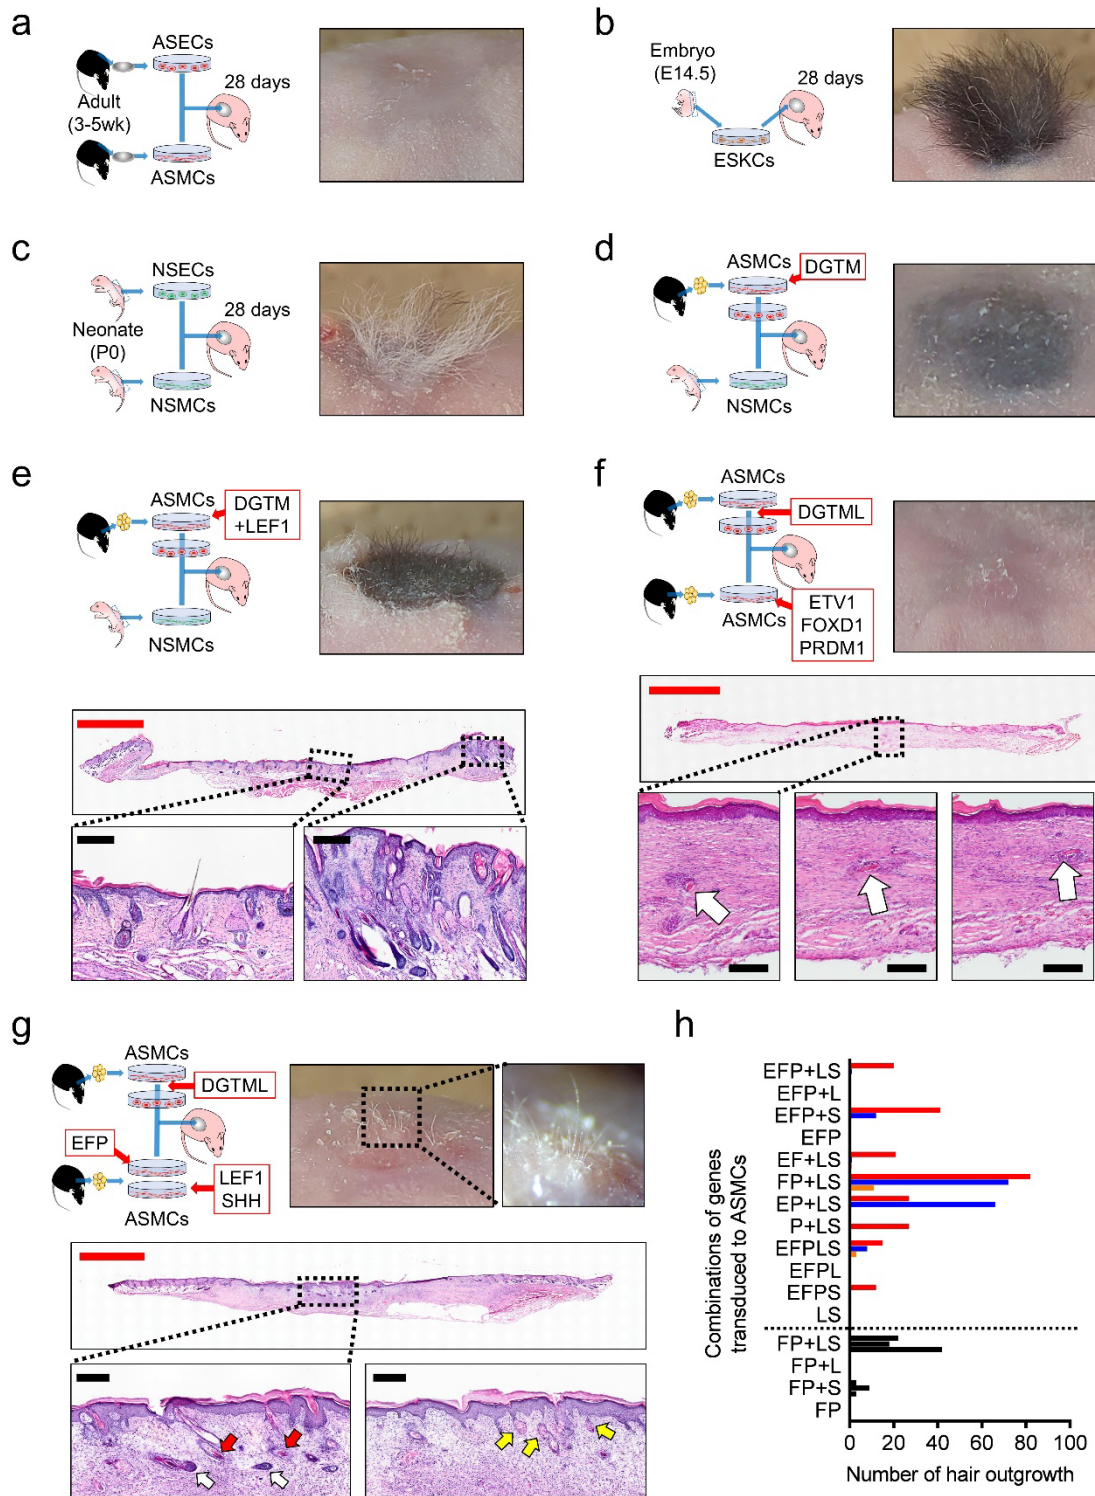 a
ASECs
28 days
Adult
(3-5wk)
ASMCs
b
Embryo
(E14.5)
28 days
ESKCs
c
NSECs
28 days
Neonate
(P0)
NSMCs
d
ASMCs
DGTM
NSMCs
e
ASMCs
DGTM
+LEF1
NSMCs
f
ASMCs
DGTML
ASMCs
ETV1
FOXD1
PRDM1
g
ASMCs
DGTML
EFP
LEF1
SHH
ASMCs
h
Combinations of genes
transduced to ASMCs
EFP+LS
EFP+L
EFP+S
EFP
EF+LS
FP+LS
EP+LS
P+LS
EFPLS
EFPL
EFPS
LS
FP+LS
FP+L
FP+S
FP
0 20 40 60 80 100
Number of hair outgrowth